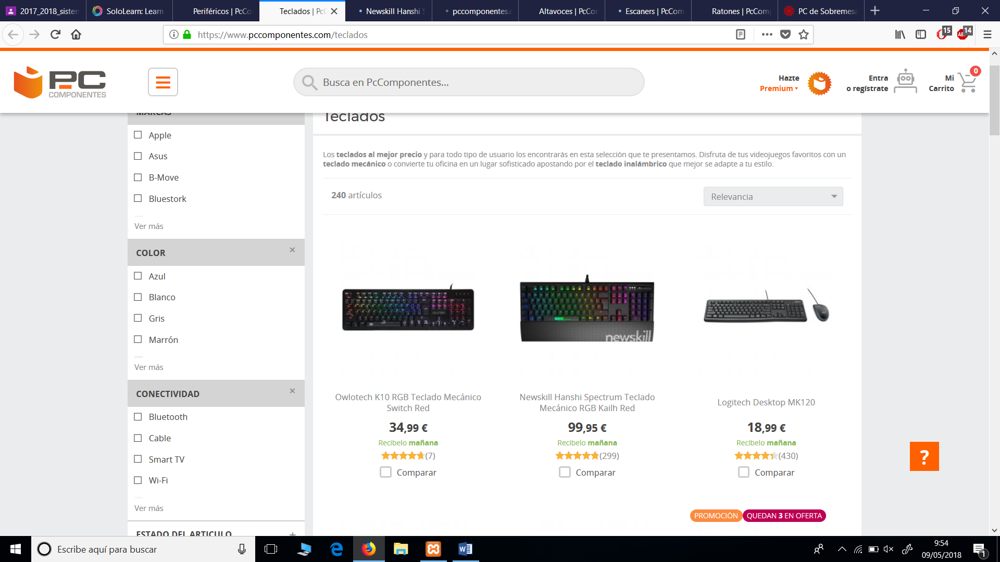 2017_2018_sistem
SoloLearn: Learn
Periféricos | PcCo
Teclados | PcC
Newskill Hanshi S
pccomponentes.c
Altavoces | PcCor
Escaners | PcCom
Ratones | PcComp
PC de Sobremesa
https://www.pccomponentes.com/teclados
15
14
PC
COMPONENTES
Busca en PcComponentes...
Hazte
Premium
Entra
o regístrate
Mi
Carrito
0
MARCAS
Apple
Asus
B-Move
Bluestork
Ver más
COLOR
Azul
Blanco
Gris
Marrón
Ver más
CONECTIVIDAD
Bluetooth
Cable
Smart TV
Wi-Fi
Ver más
ESTADO DEL ARTICULO
Teclados
Los teclados al mejor precio y para todo tipo de usuario los encontrarás en esta selección que te presentamos. Disfruta de tus videojuegos favoritos con un
teclado mecánico o convierte tu oficina en un lugar sofisticado apostando por el teclado inalámbrico que mejor se adapte a tu estilo.
240 artículos
Relevancia
newskill
Owlotech K10 RGB Teclado Mecánico
Switch Red
34,99 €
Recíbelo mañana
(7)
Comparar
Newskill Hanshi Spectrum Teclado
Mecánico RGB Kailh Red
99,95 €
Recíbelo mañana
(299)
Comparar
Logitech Desktop MK120
18,99 €
Recíbelo mañana
(430)
Comparar
PROMOCIÓN
QUEDAN 3 EN OFERTA
?
Escribe aquí para buscar
9:54
09/05/2018
1